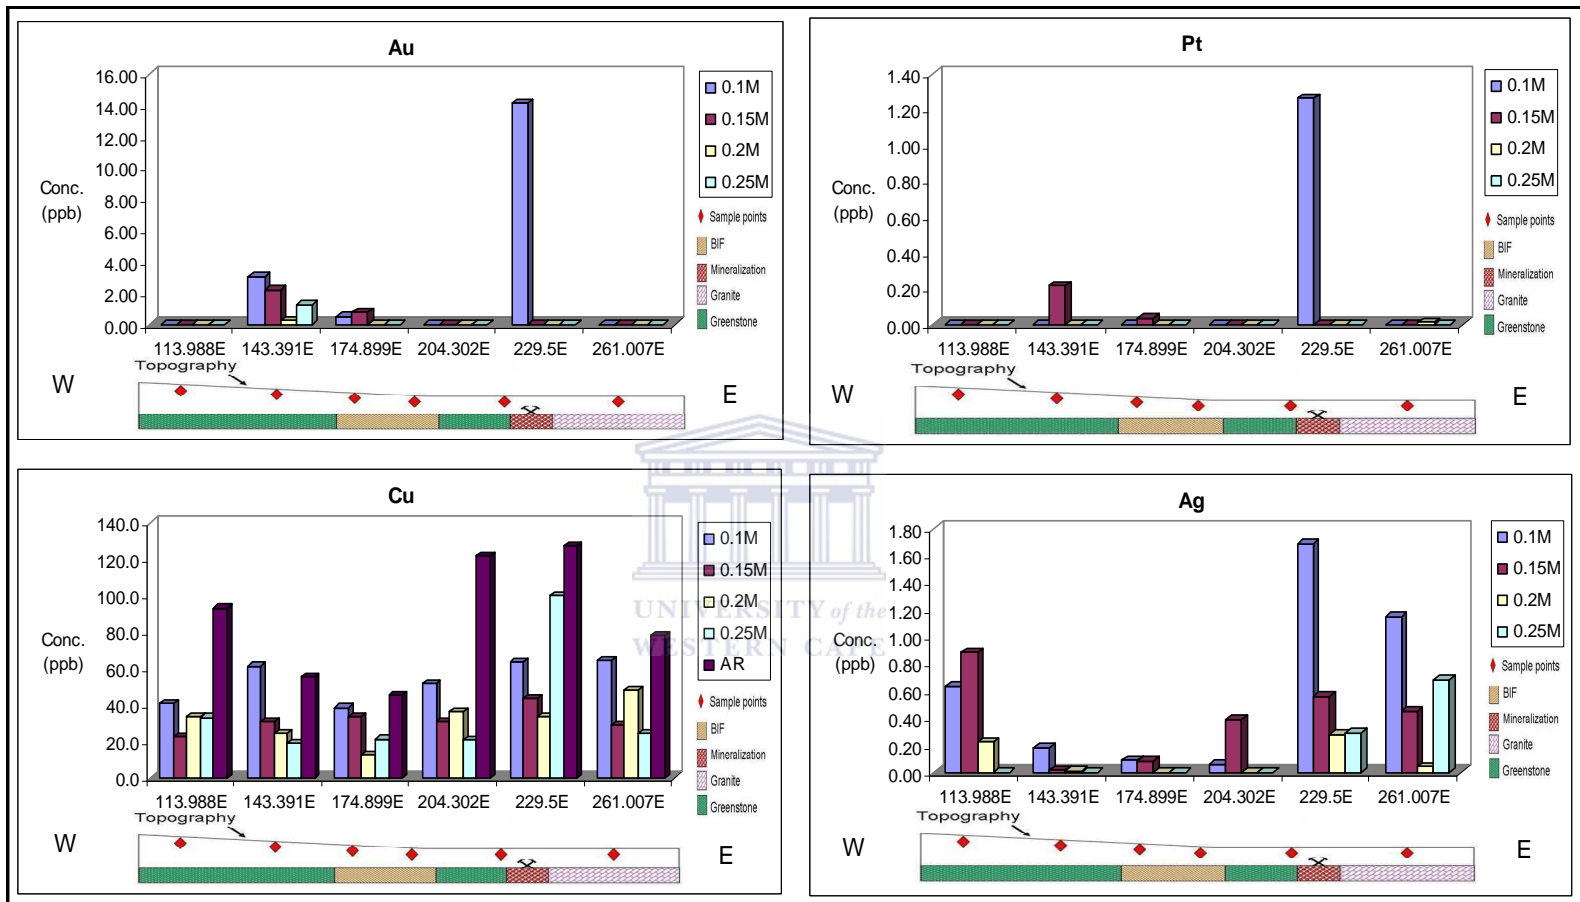 Au
16.00
14.00
12.00
10.00
8.00
6.00
4.00
2.00
0.00
Conc.
(ppb)
113.988E 143.391E 174.899E 204.302E 229.5E 261.007E
0.1M
0.15M
0.2M
0.25M
Sample points
BIF
Mineralization
Granite
Greenstone
Topography
W
E
Pt
1.40
1.20
1.00
0.80
0.60
0.40
0.20
0.00
Conc.
(ppb)
113.988E 143.391E 174.899E 204.302E 229.5E 261.007E
0.1M
0.15M
0.2M
0.25M
Sample points
BIF
Mineralization
Granite
Greenstone
Topography
W
E
Cu
140.0
120.0
100.0
80.0
60.0
40.0
20.0
0.0
Conc.
(ppb)
113.988E 143.391E 174.899E 204.302E 229.5E 261.007E
0.1M
0.15M
0.2M
0.25M
AR
Sample points
BIF
Mineralization
Granite
Greenstone
Topography
W
E
Ag
1.80
1.60
1.40
1.20
1.00
0.80
0.60
0.40
0.20
0.00
Conc.
(ppb)
113.988E 143.391E 174.899E 204.302E 229.5E 261.007E
0.1M
0.15M
0.2M
0.25M
Sample points
BIF
Mineralization
Granite
Greenstone
Topography
W
E
UNIVERSITY of the
WESTERN CAPE